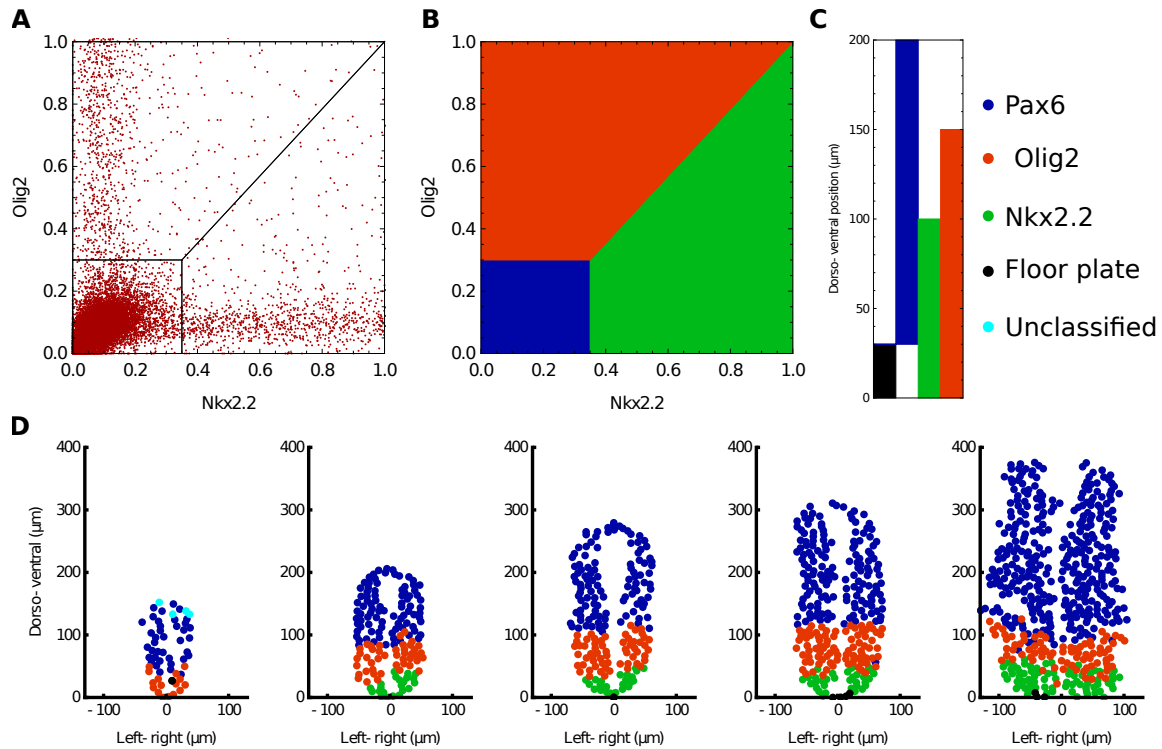 A
B
C
1.0
0.8
0.6
0.4
0.2
0.0
Olig2
0.0 0.2 0.4 0.6 0.8 1.0
Nkx2.2
1.0
0.8
0.6
0.4
0.2
0.0
Olig2
0.0 0.2 0.4 0.6 0.8 1.0
Nkx2.2
200
150
100
50
0
Dorso- ventral position (μm)
Pax6
Olig2
Nkx2.2
Floor plate
Unclassified
D
400
300
200
100
0
Dorso- ventral (μm)
- 100 0 100
Left- right (μm)
400
300
200
100
0
- 100 0 100
Left- right (μm)
400
300
200
100
0
- 100 0 100
Left- right (μm)
400
300
200
100
0
- 100 0 100
Left- right (μm)
400
300
200
100
0
- 100 0 100
Left- right (μm)